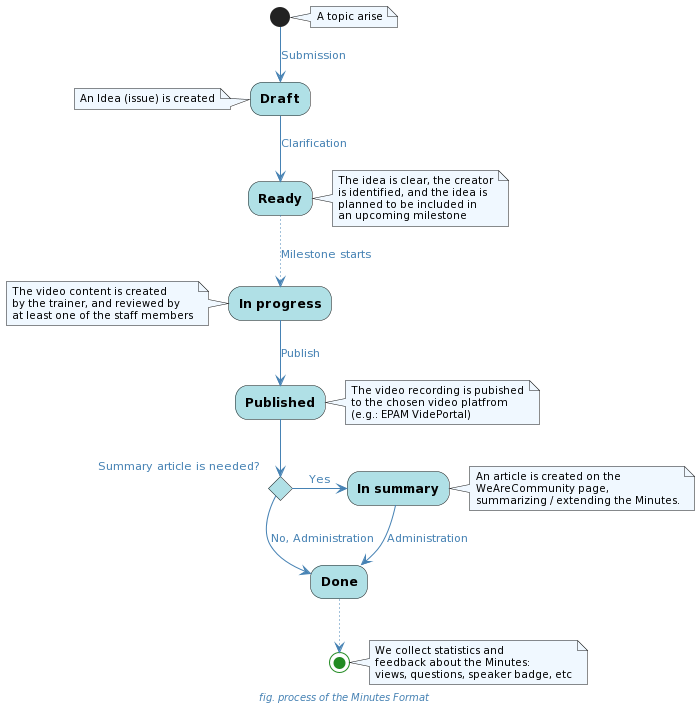 A topic arise
Submission
An Idea (issue) is created
Draft
Clarification
Ready
The idea is clear, the creator
is identified, and the idea is
planned to be included in
an upcoming milestone
Milestone starts
The video content is created
by the trainer, and reviewed by
at least one of the staff members
In progress
Publish
Published
The video recording is pubished
to the chosen video platfrom
(e.g.: EPAM VidePortal)
Summary article is needed?
Yes
In summary
An article is created on the
WeAreCommunity page,
summarizing / extending the Minutes.
No, Administration
Administration
Done
We collect statistics and
feedback about the Minutes:
views, questions, speaker badge, etc
fig. process of the Minutes Format